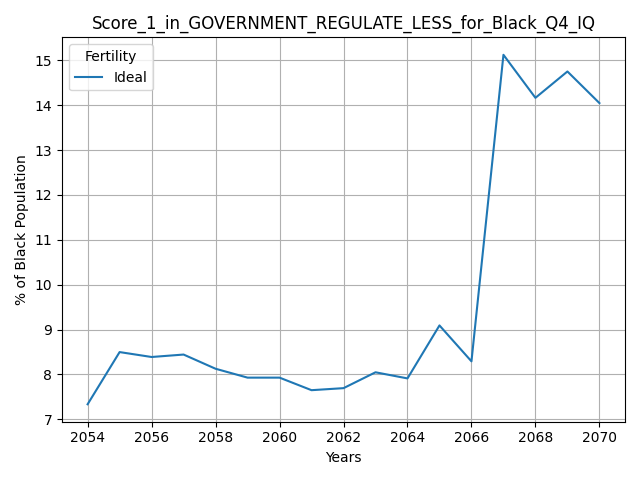 Score_1_in_GOVERNMENT_REGULATE_LESS_for_Black_Q4_IQ
Fertility
Ideal
% of Black Population
15
14
13
12
11
10
9
8
7
2054 2056 2058 2060 2062 2064 2066 2068 2070
Years